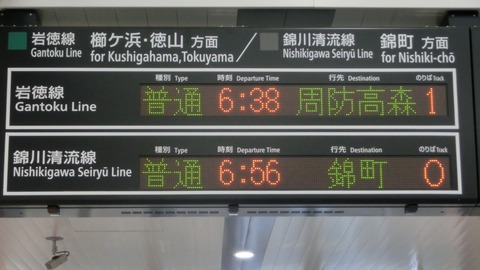 岩徳線 櫛ケ浜・徳山 方面 / 錦川清流線 錦町 方面
Gantoku Line for Kushigahama,Tokuyama Nishikigawa Seiryū Line for Nishiki-chō
種別 Type 時刻 Departure Time 行先 Destination のりば Track
岩徳線 普通 6:38 周防高森 1
Gantoku Line
種別 Type 時刻 Departure Time 行先 Destination のりば Track
錦川清流線 普通 6:56 錦町 0
Nishikigawa Seiryū Line